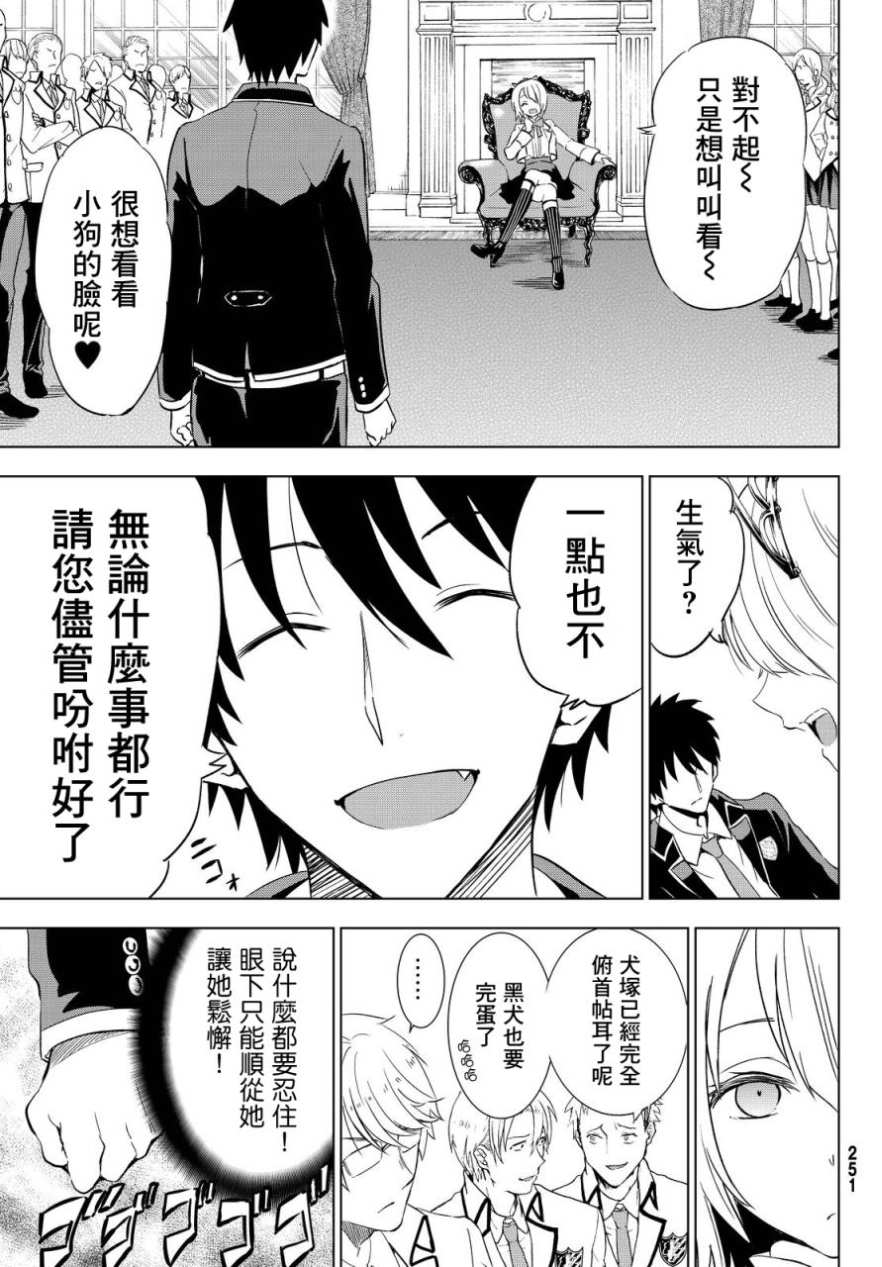 對不起~
只是想叫叫看~
很想看看
小狗的臉呢♥
生氣了?
一點也不
無論什麼事都行
請您儘管吩咐好了
ニコ
犬塚已經完全
俯首帖耳了呢
黑犬也要
完蛋了
哈哈哈
……
說什麼都要忍住!
眼下只能順從她
讓她鬆懈!
ゴゴゴゴゴ
251